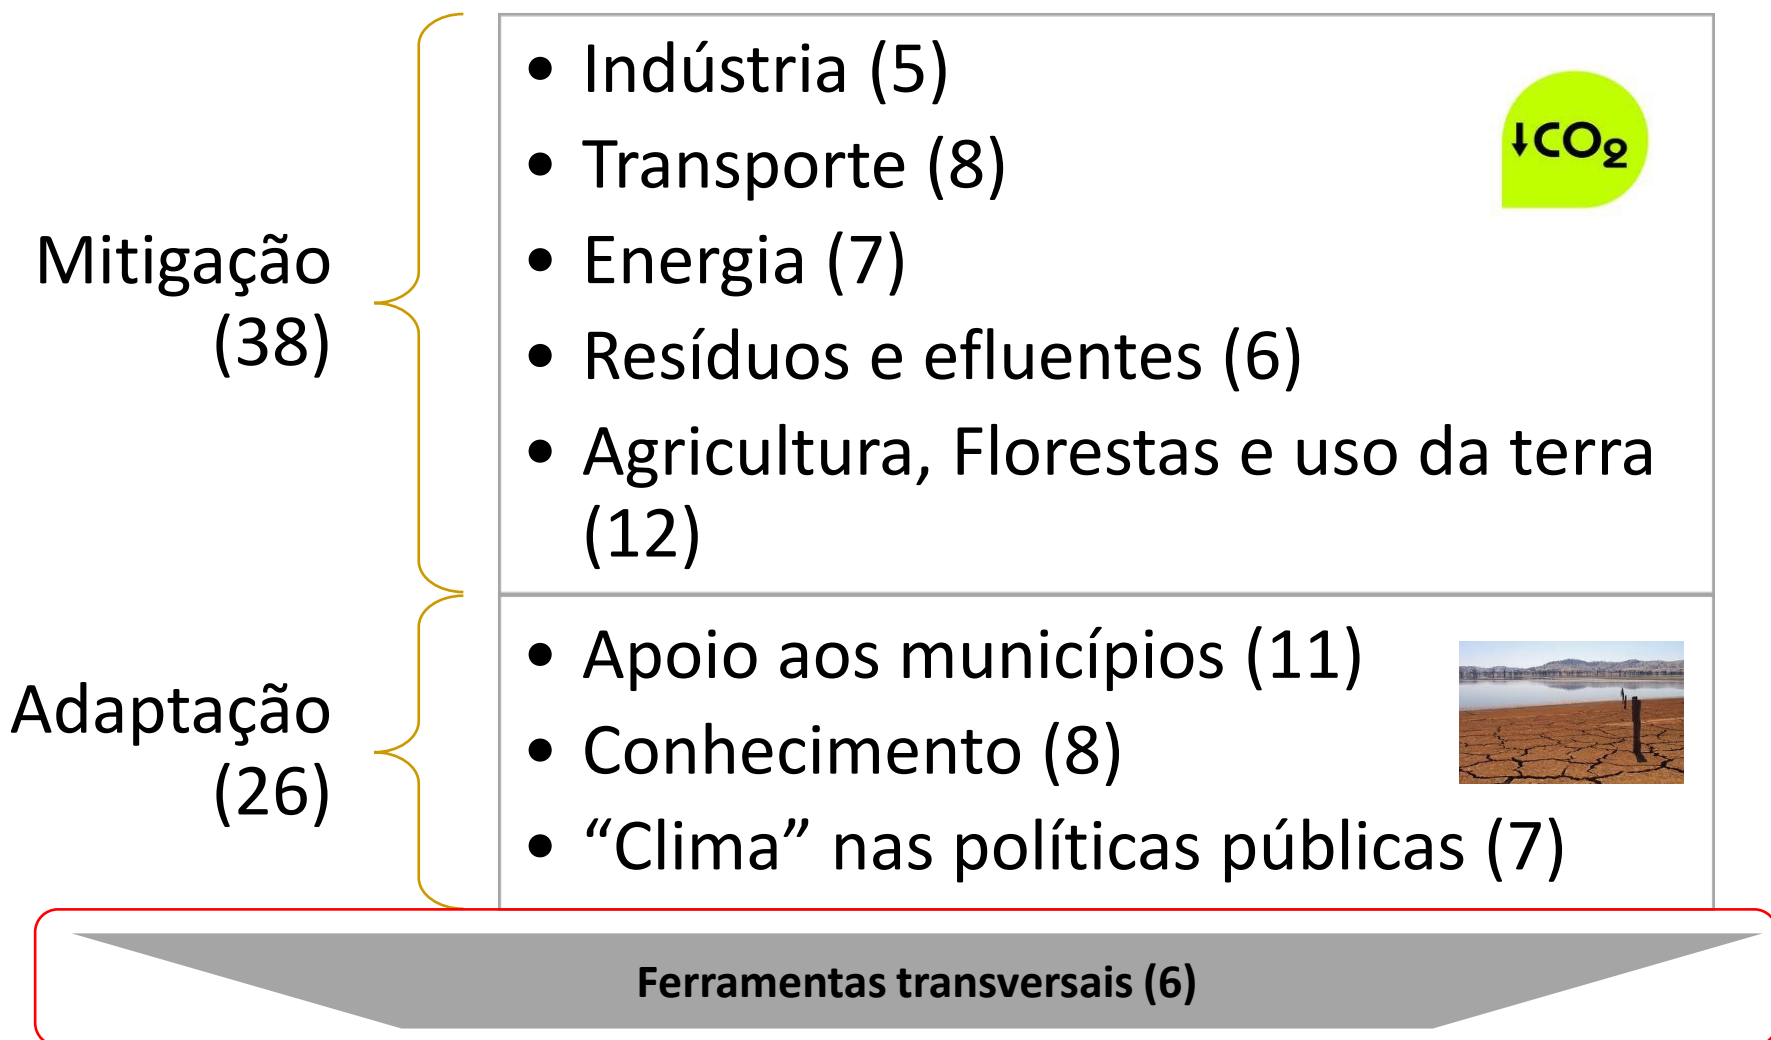 Mitigação
(38)
• Indústria (5)
• Transporte (8)
• Energia (7)
• Resíduos e efluentes (6)
• Agricultura, Florestas e uso da terra
(12)
↓CO₂
Adaptação
(26)
• Apoio aos municípios (11)
• Conhecimento (8)
• “Clima” nas políticas públicas (7)
Ferramentas transversais (6)